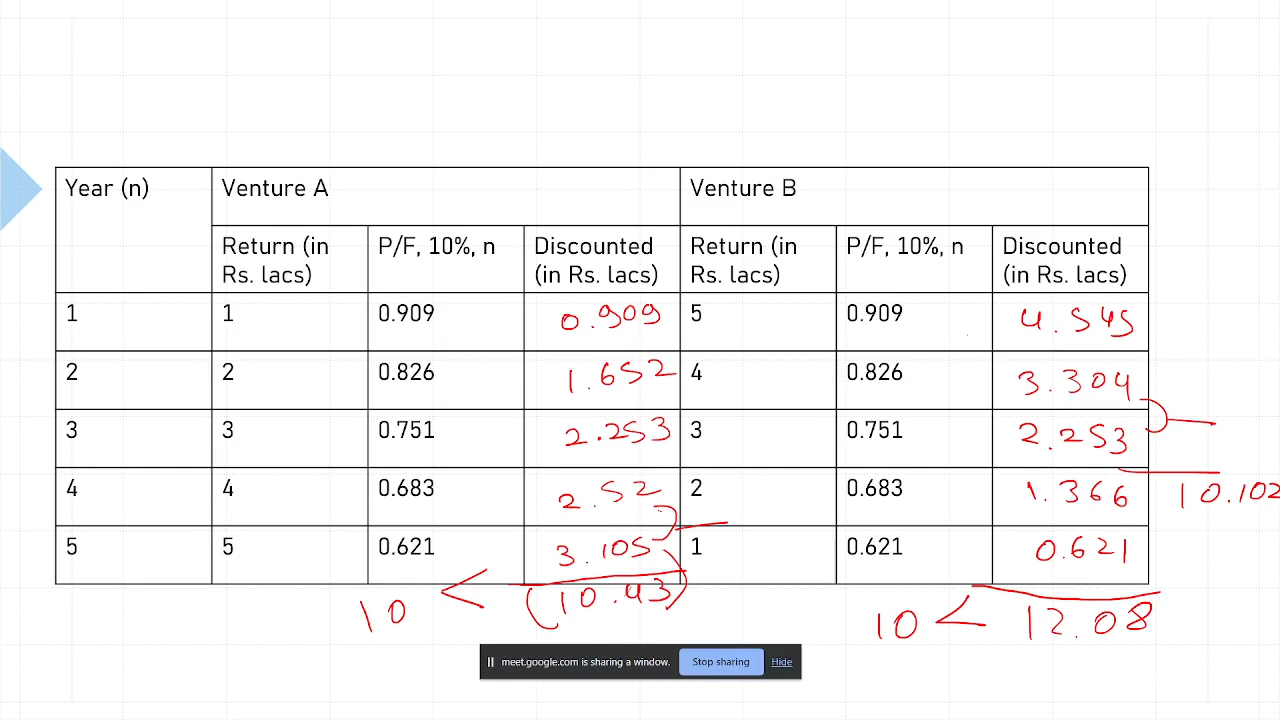 Year (n) Venture A Venture B
Return (in Rs. lacs) P/F, 10%, n Discounted (in Rs. lacs) Return (in Rs. lacs) P/F, 10%, n Discounted (in Rs. lacs)
1 1 0.909 0.909 5 0.909 4.545
2 2 0.826 1.652 4 0.826 3.304
3 3 0.751 2.253 3 0.751 2.253
4 4 0.683 2.52 2 0.683 1.366 10.102
5 5 0.621 3.105 1 0.621 0.621
10 < (10.43) 10 < 12.08
meet.google.com is sharing a window. Stop sharing Hide